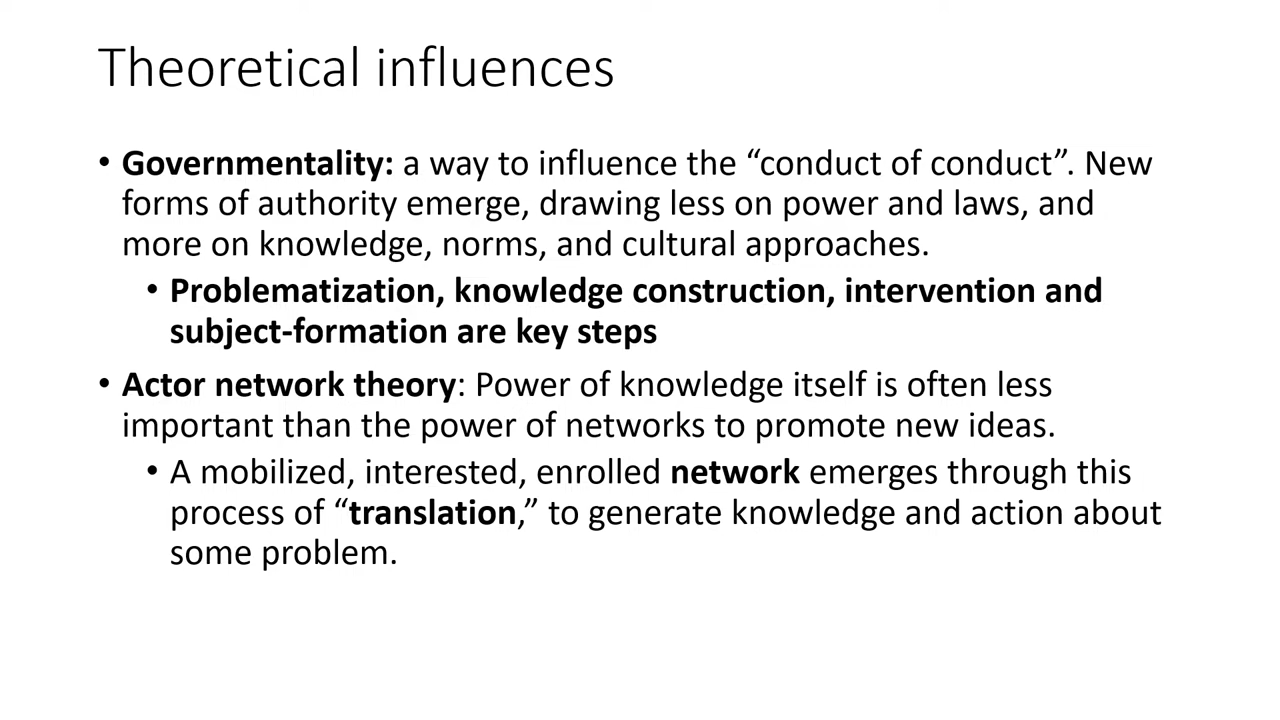 Theoretical influences
• Governmentality: a way to influence the “conduct of conduct”. New
forms of authority emerge, drawing less on power and laws, and
more on knowledge, norms, and cultural approaches.
• Problematization, knowledge construction, intervention and
subject-formation are key steps
• Actor network theory: Power of knowledge itself is often less
important than the power of networks to promote new ideas.
• A mobilized, interested, enrolled network emerges through this
process of “translation,” to generate knowledge and action about
some problem.